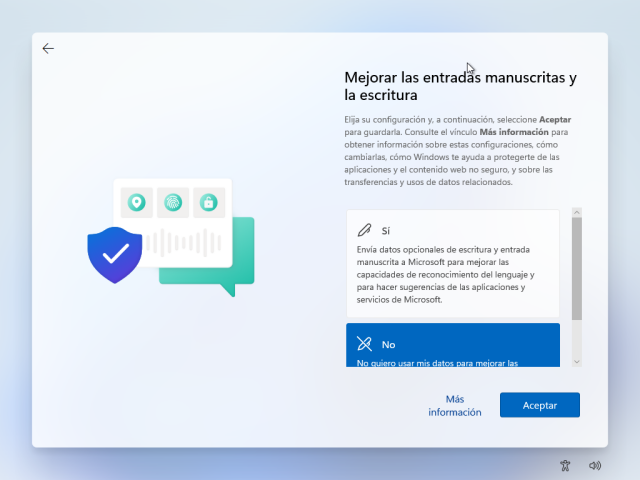 Mejorar las entradas manuscritas y
la escritura
Elija su configuración y, a continuación, seleccione Aceptar
para guardarla. Consulte el vínculo Más información para
obtener información sobre estas configuraciones, cómo
cambiarlas, cómo Windows te ayuda a protegerte de las
aplicaciones y el contenido web no seguro, y sobre las
transferencias y usos de datos relacionados.
Sí
Envía datos opcionales de escritura y entrada
manuscrita a Microsoft para mejorar las
capacidades de reconocimiento del lenguaje y
para hacer sugerencias de las aplicaciones y
servicios de Microsoft.
No
No quiero usar mis datos para mejorar las
Más
información
Aceptar